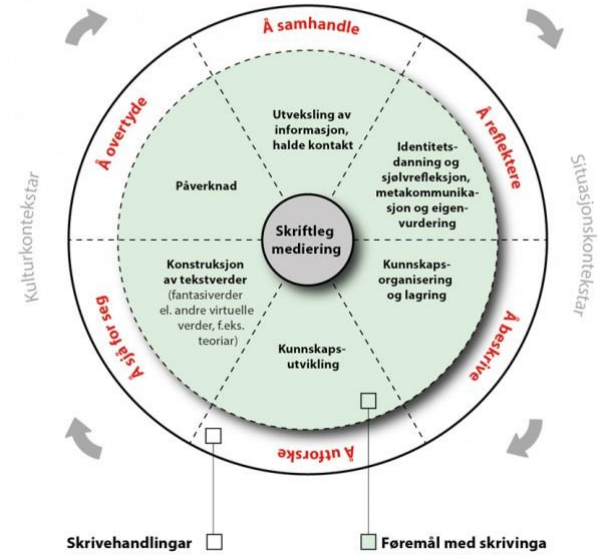 Å samhandle
Å overtyde
Å reflektere
Utveksling av
informasjon,
halde kontakt
Identitets-
danning og
sjølvrefleksjon,
metakommunika-
sjon og eigen-
vurdering
Påverknad
Kulturkontekstar
Situasjonskontekstar
Skriftleg
mediering
Konstruksjon
av tekstverder
(fantasiverder
el. andre virtuelle
verder, f.eks.
teoriar)
Kunnskaps-
organisering
og lagring
Kunnskaps-
utvikling
Å sjå for seg
Å beskrive
Å utforske
Skrivehandlingar
Føremål med skrivinga